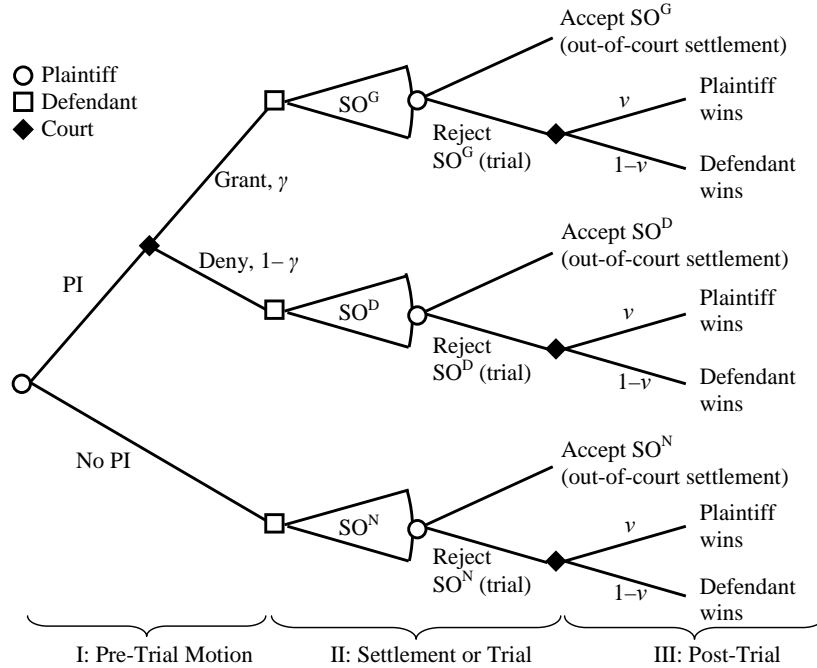 Plaintiff
Defendant
Court
Accept SO^G
(out-of-court settlement)
SO^G
Reject
SO^G (trial)
v
Plaintiff
wins
1–v
Defendant
wins
Grant, γ
PI
Deny, 1– γ
Accept SO^D
(out-of-court settlement)
SO^D
Reject
SO^D (trial)
v
Plaintiff
wins
1–v
Defendant
wins
No PI
Accept SO^N
(out-of-court settlement)
SO^N
Reject
SO^N (trial)
v
Plaintiff
wins
1–v
Defendant
wins
I: Pre-Trial Motion
II: Settlement or Trial
III: Post-Trial